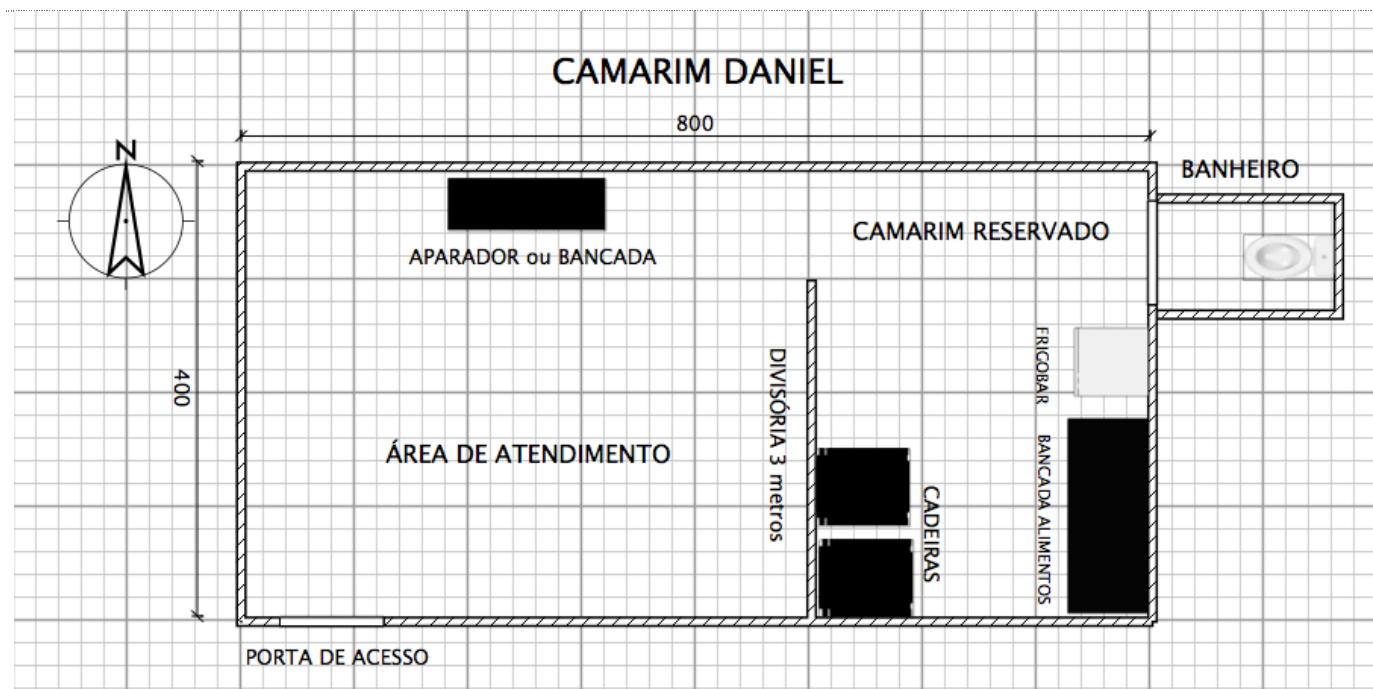 CAMARIM DANIEL
800
N
BANHEIRO
CAMARIM RESERVADO
APARADOR ou BANCADA
400
DIVISÓRIA 3 metros
FRIGOBAR
ÁREA DE ATENDIMENTO
CADEIRAS
BANCADA ALIMENTOS
PORTA DE ACESSO